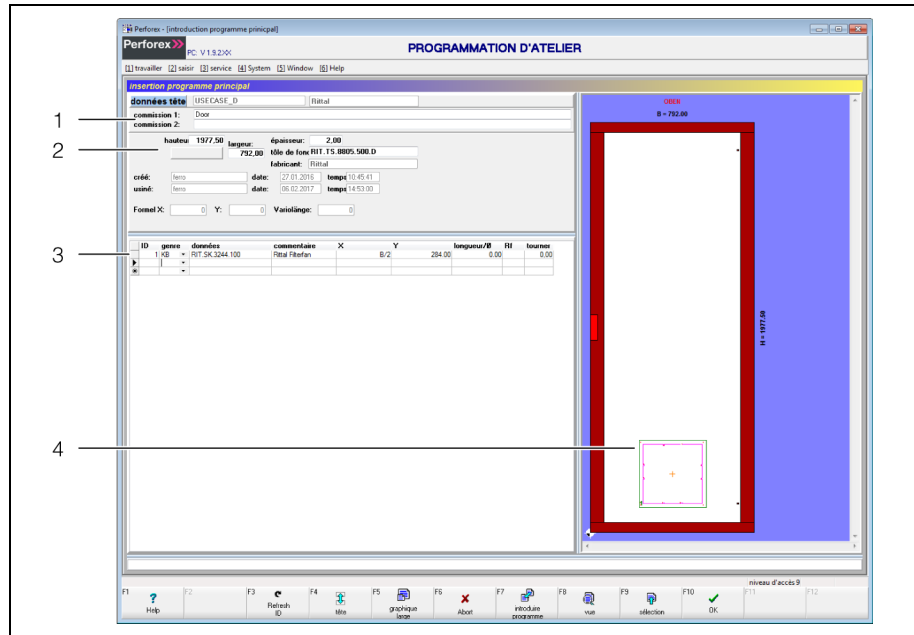 Perforex - [introduction programme prinicpal]
Perforex PC: V 1.9.2XX PROGRAMMATION D'ATELIER
[1] travailler [2] saisir [3] service [4] System [5] Window [6] Help
insertion programme principal
données tête USECASE_D Rittal
OBEN
1 commission 1: Door
B = 792.00
commission 2:
2 hauteu 1977,50 largeur: 792,00 épaisseur: 2,00
tôle de fonc RIT.TS.8805.500.D
fabricant: Rittal
créé: ferro date: 27.01.2016 temps 10:45:41
usiné: ferro date: 06.02.2017 temps 14:53:00
Formel X: 0 Y: 0 Variolänge: 0
ID genre données commentaire X Y longueur/Ø RI tourner
3 1 KB RIT.SK.3244.100 Rittal Filterfan B/2 284.00 0.00 0.00
H = 1977.50
4
niveau d'accès 9
F1 Help
F2
F3 Refresh ID
F4 tête
F5 graphique large
F6 Abort
F7 introduire programme
F8 vue
F9 sélection
F10 OK
F11
F12